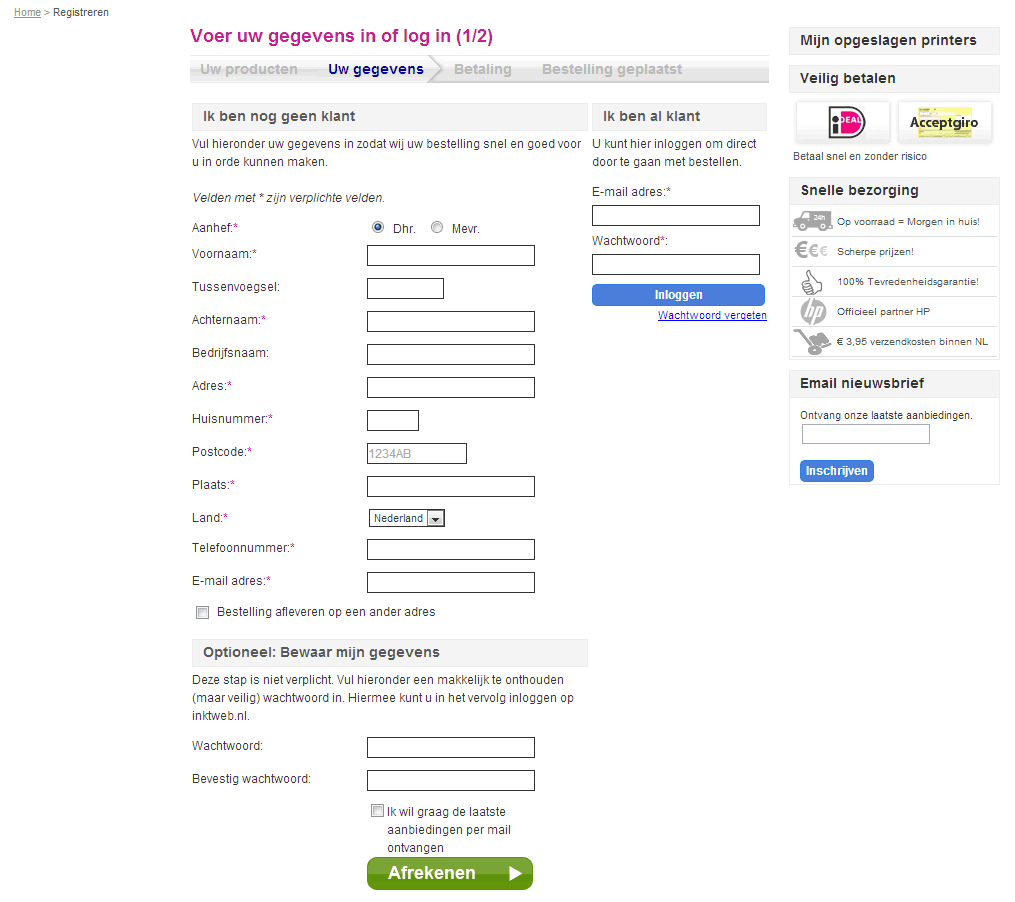 Home > Registreren
Voer uw gegevens in of log in (1/2)
Uw producten
Uw gegevens
Betaling
Bestelling geplaatst
Ik ben nog geen klant
Vul hieronder uw gegevens in zodat wij uw bestelling snel en goed voor
u in orde kunnen maken.
Velden met * zijn verplichte velden.
Aanhef:*
Dhr.
Mevr.
Voornaam:*
Tussenvoegsel:
Achternaam:*
Bedrijfsnaam:
Adres:*
Huisnummer:*
Postcode:*
1234AB
Plaats:*
Land:*
Nederland
Telefoonnummer:*
E-mail adres:*
Bestelling afleveren op een ander adres
Optioneel: Bewaar mijn gegevens
Deze stap is niet verplicht. Vul hieronder een makkelijk te onthouden
(maar veilig) wachtwoord in. Hiermee kunt u in het vervolg inloggen op
inktweb.nl.
Wachtwoord:
Bevestig wachtwoord:
Ik wil graag de laatste
aanbiedingen per mail
ontvangen
Afrekenen
Ik ben al klant
U kunt hier inloggen om direct
door te gaan met bestellen.
E-mail adres:*
Wachtwoord*:
Inloggen
Wachtwoord vergeten
Mijn opgeslagen printers
Veilig betalen
iDEAL
Acceptgiro
Betaal snel en zonder risico
Snelle bezorging
24h
Op voorraad = Morgen in huis!
€€€
Scherpe prijzen!
100% Tevredenheidsgarantie!
hp
Officieel partner HP
€ 3,95 verzendkosten binnen NL
Email nieuwsbrief
Ontvang onze laatste aanbiedingen.
Inschrijven